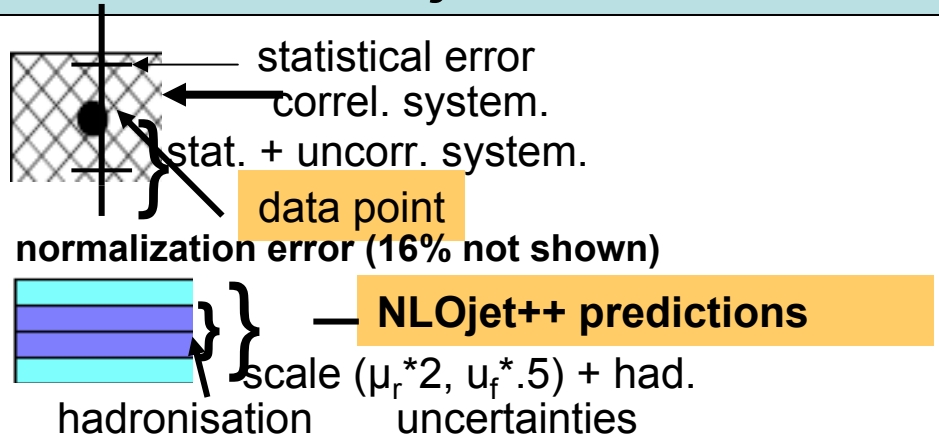 statistical error
correl. system.
stat. + uncorr. system.
data point
normalization error (16% not shown)
NLOjet++ predictions
scale (μr*2, uf*.5) + had.
hadronisation uncertainties